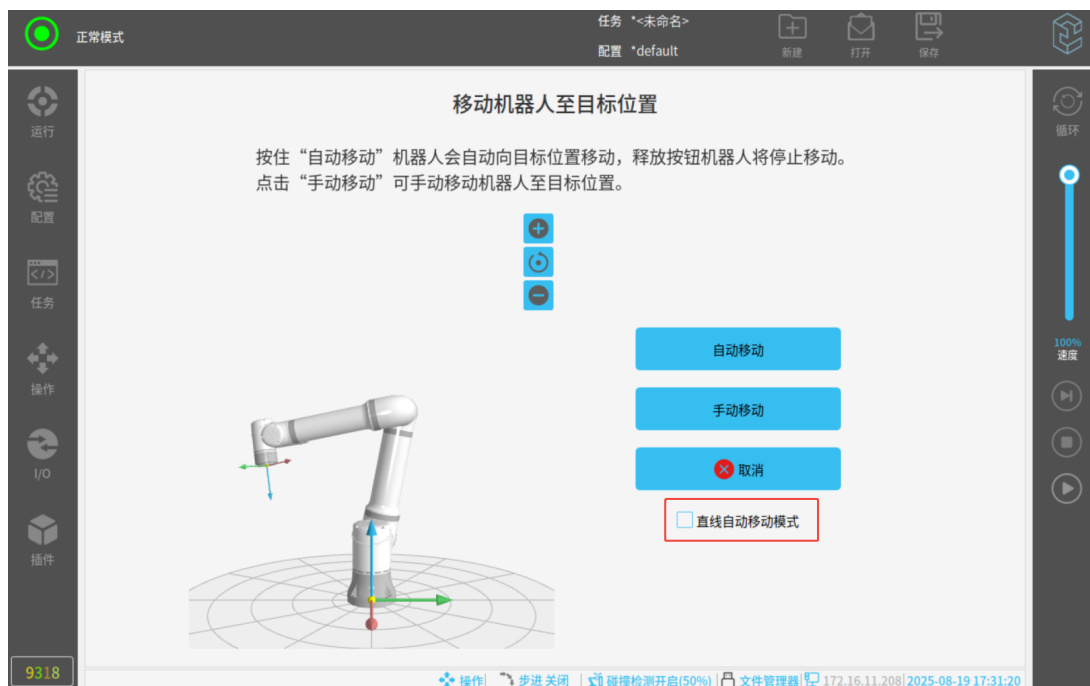 正常模式
任务 *<未命名>
配置 *default
新建
打开
保存
运行
配置
任务
操作
I/O
插件
9318
移动机器人至目标位置
按住“自动移动”机器人会自动向目标位置移动，释放按钮机器人将停止移动。
点击“手动移动”可手动移动机器人至目标位置。
自动移动
手动移动
取消
直线自动移动模式
循环
100%
速度
操作| 步进 关闭 | 碰撞检测开启(50%) | 文件管理器| 172.16.11.208| 2025-08-19 17:31:20